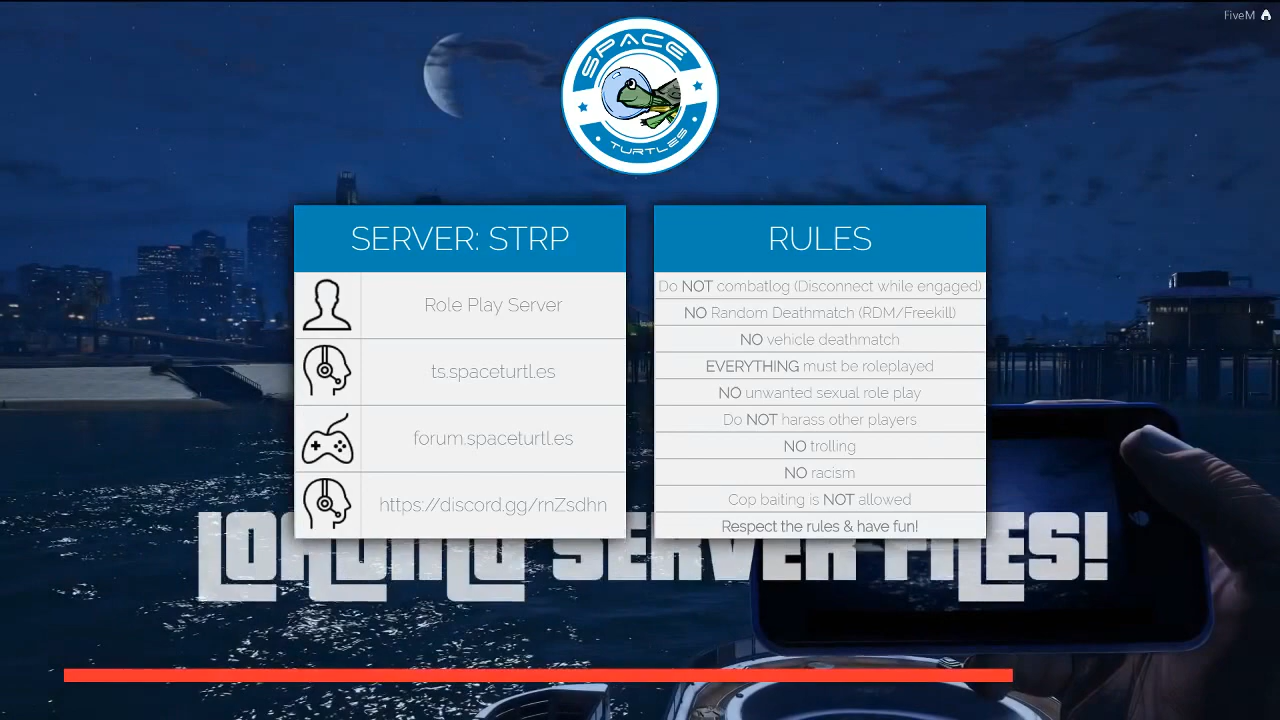 FiveM
SPACE
TURTLES
SERVER: STRP
Role Play Server
ts.spaceturtl.es
forum.spaceturtl.es
https://discord.gg/rnZsdhn
RULES
Do NOT combatlog (Disconnect while engaged)
NO Random Deathmatch (RDM/Freekill)
NO vehicle deathmatch
EVERYTHING must be roleplayed
NO unwanted sexual role play
Do NOT harass other players
NO trolling
NO racism
Cop baiting is NOT allowed
Respect the rules & have fun!
LOADING SERVER FILES!